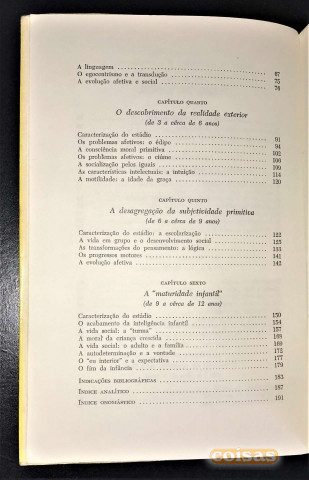 A linguagem
O egocentrismo e a transdução 67
A evolução afetiva e social 75
78
CAPÍTULO QUARTO
O descobrimento da realidade exterior
(de 3 a cêrca de 6 anos)
Caracterização do estádio 91
Os problemas afetivos: o édipo 94
A consciência moral primitiva 102
Os problemas afetivos: o ciúme 106
A socialização pelos iguais 109
As características intelectuais: a intuição 114
A motilidade: a idade da graça 120
CAPÍTULO QUINTO
A desagregação da subjetividade primitiva
(de 6 a cêrca de 9 anos)
Caracterização do estádio: a escolarização 122
A vida em grupo e o desenvolvimento social 125
As transformações do pensamento: a lógica 133
Os progressos motores 141
A evolução afetiva 142
CAPÍTULO SEXTO
A "maturidade infantil"
(de 9 a cêrca de 12 anos)
Caracterização do estádio 150
O acabamento da inteligência infantil 154
A vida social: a "turma" 157
A moral da criança crescida 168
A vida social: o adulto e a família 169
A autodeterminação e a vontade 172
O "eu interior" e a expectativa 177
O fim da infância 179
INDICAÇÕES BIBLIOGRÁFICAS 183
ÍNDICE ANALÍTICO 187
ÍNDICE ONOMÁSTICO 191
coisas